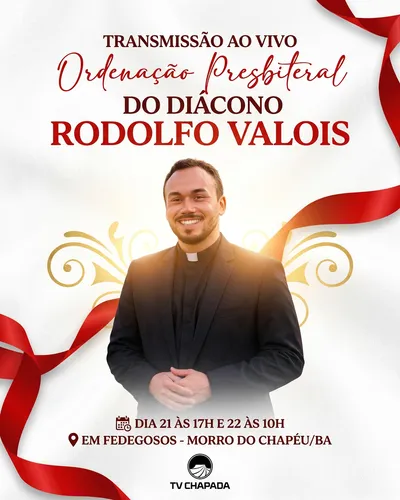 TRANSMISSÃO AO VIVO
Ordenação Presbiteral
DO DIÁCONO
RODOLFO VALOIS
DIA 21 ÀS 17H E 22 ÀS 10H
EM FEDEGOSOS - MORRO DO CHAPÉU/BA
TV CHAPADA